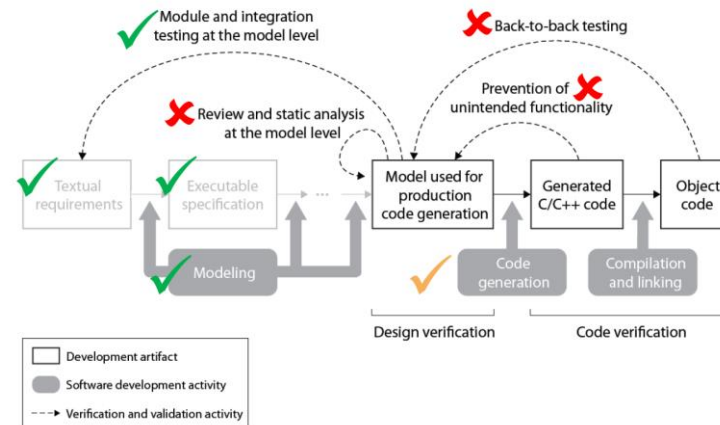 Module and integration
testing at the model level
Back-to-back testing
Prevention of
unintended functionality
Review and static analysis
at the model level
Textual
requirements
Executable
specification
...
Model used for
production
code generation
Generated
C/C++ code
Object
code
Modeling
Code
generation
Compilation
and linking
Design verification
Code verification
Development artifact
Software development activity
Verification and validation activity